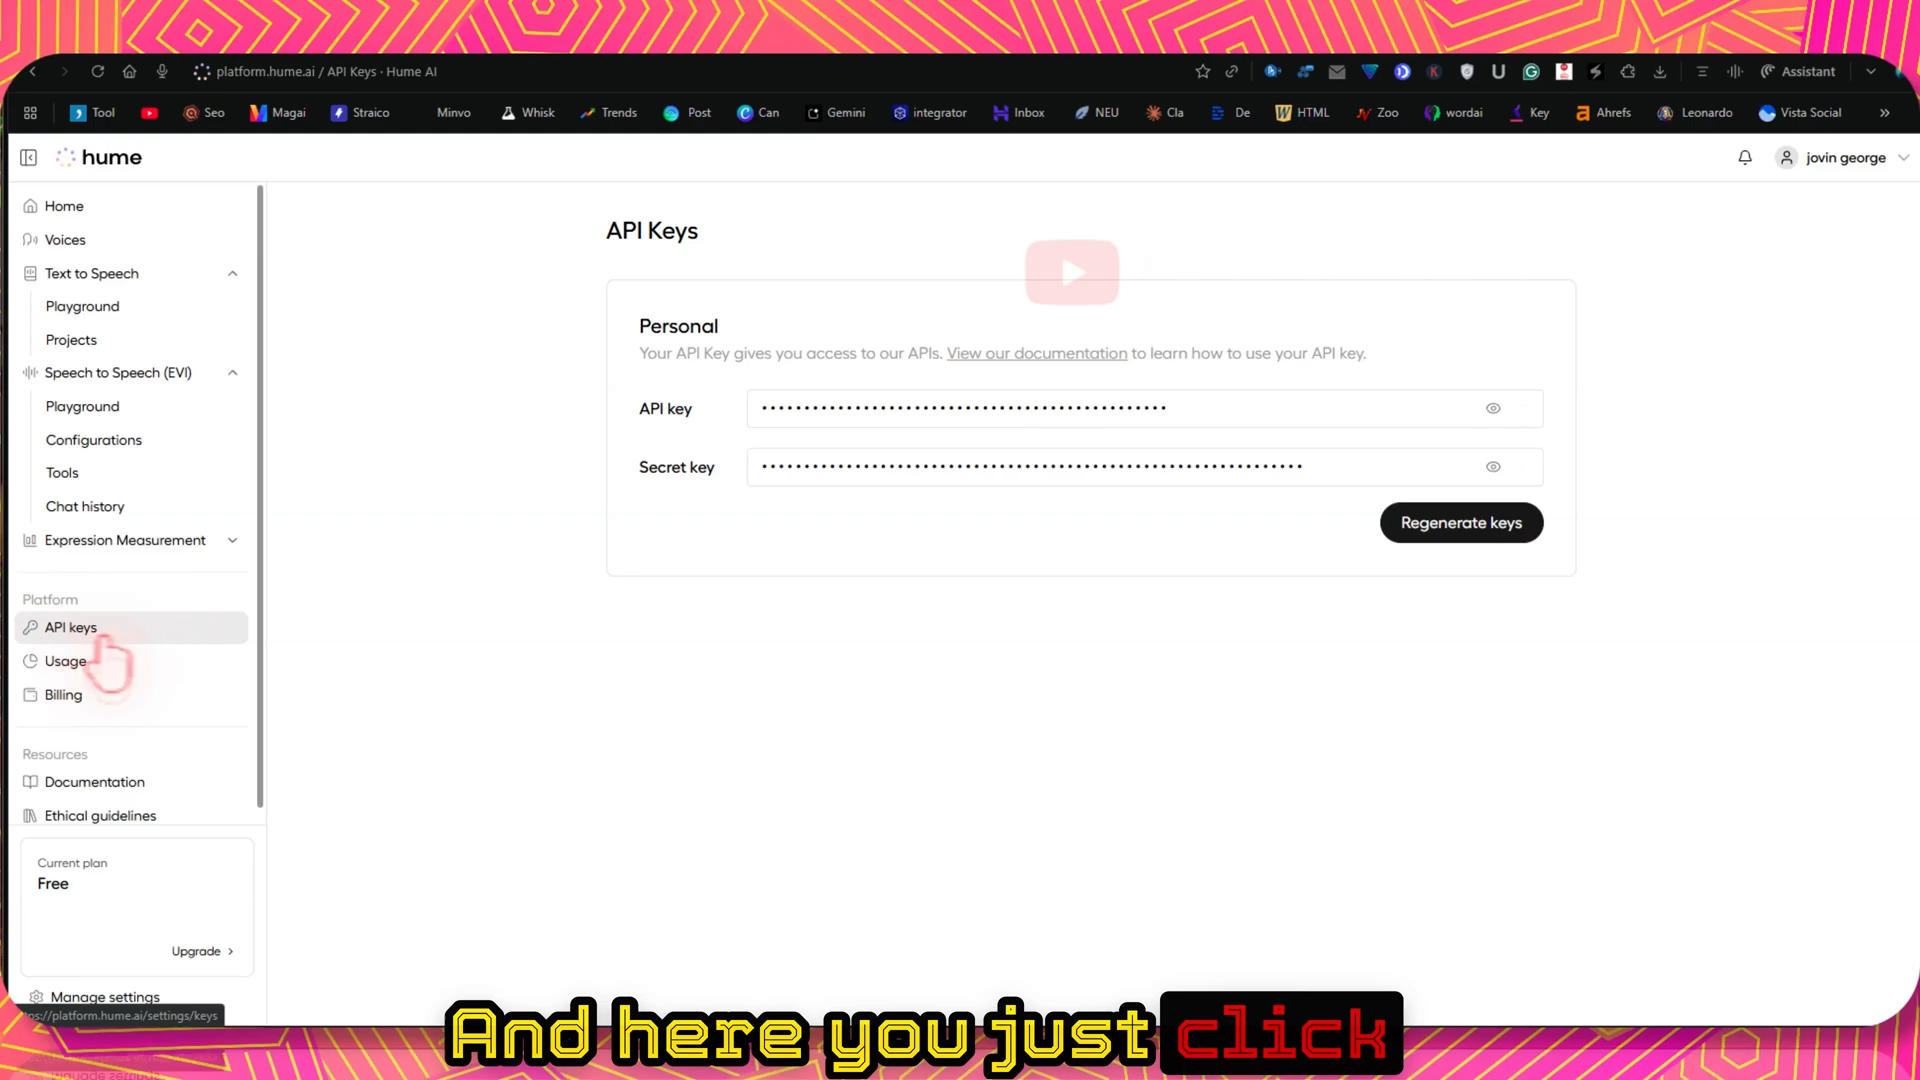 platform.hume.ai / API Keys · Hume AI
Assistant
Tool
Seo
Magai
Straico
Minvo
Whisk
Trends
Post
Can
Gemini
integrator
Inbox
NEU
Cla
De
HTML
Zoo
wordai
Key
Ahrefs
Leonardo
Vista Social
hume
jovin george
Home
Voices
Text to Speech
Playground
Projects
Speech to Speech (EVI)
Playground
Configurations
Tools
Chat history
Expression Measurement
Platform
API keys
Usage
Billing
Resources
Documentation
Ethical guidelines
Current plan
Free
Upgrade
Manage settings
ps://platform.hume.ai/settings/keys
API Keys
Personal
Your API Key gives you access to our APIs. View our documentation to learn how to use your API key.
API key
Secret key
Regenerate keys
And here you just click